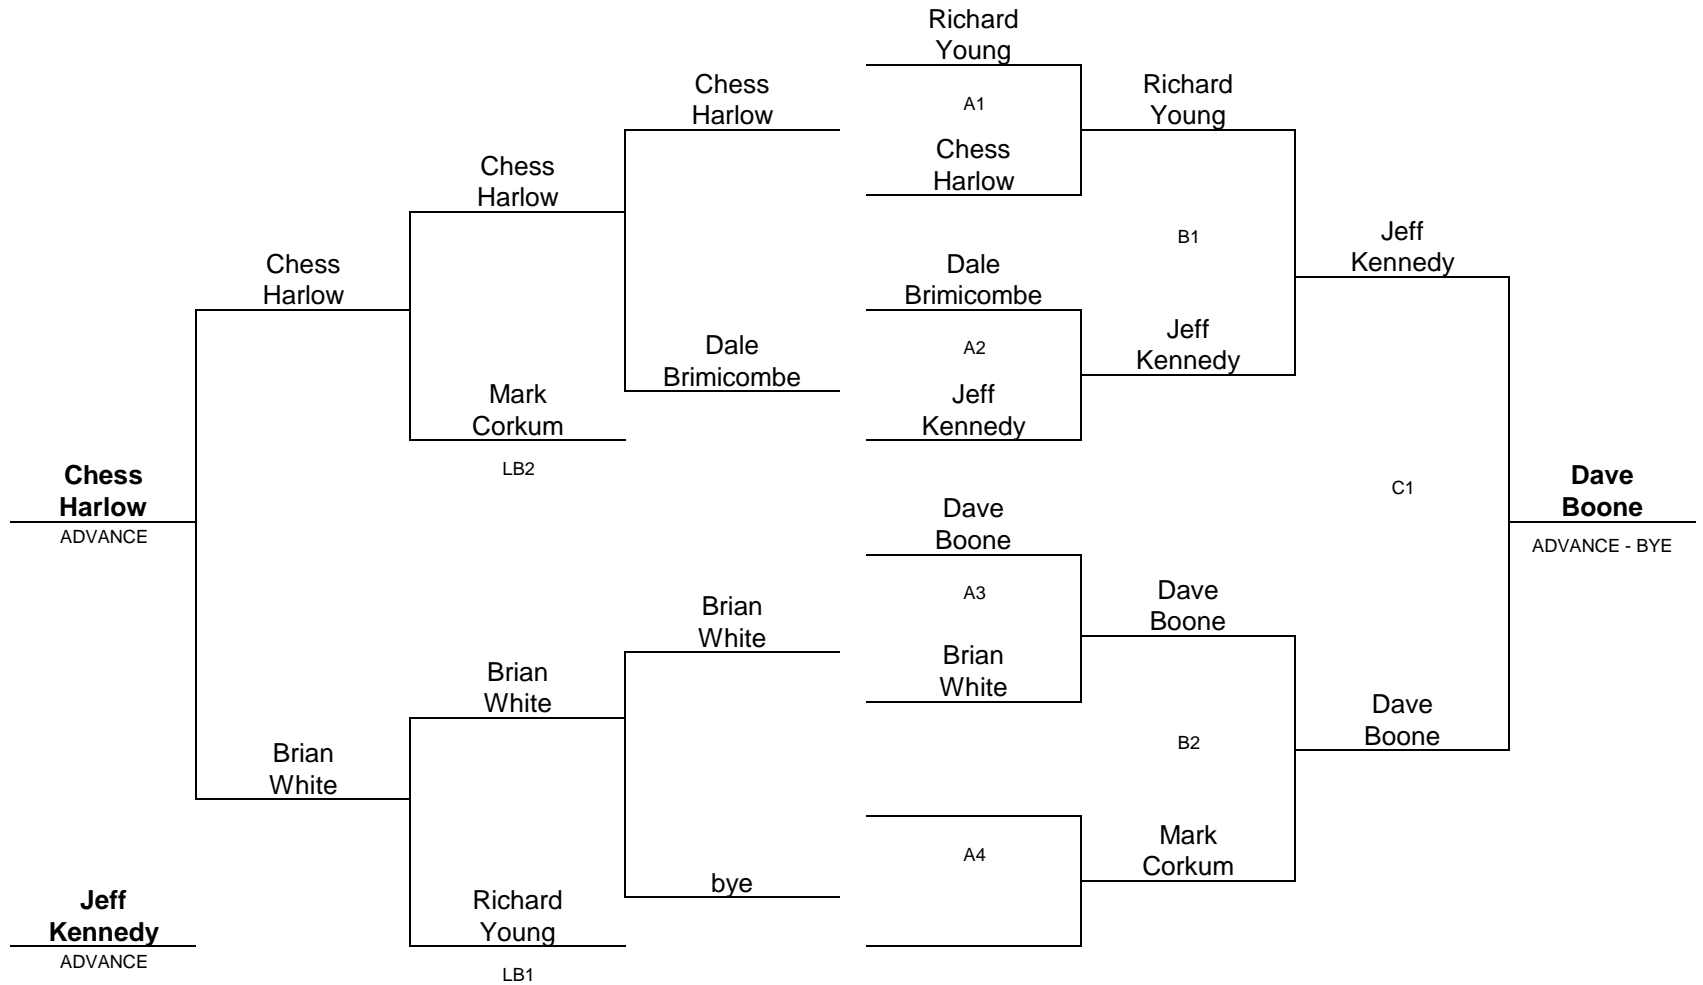 Richard
Young
Chess
Harlow
A1
Richard
Young
Chess
Harlow
Chess
Harlow
B1
Jeff
Kennedy
Chess
Harlow
Dale
Brimicombe
Dale
Brimicombe
A2
Jeff
Kennedy
Mark
Corkum
LB2
Jeff
Kennedy
Chess
Harlow
ADVANCE
C1
Dave
Boone
ADVANCE - BYE
Dave
Boone
A3
Dave
Boone
Brian
White
Brian
White
Brian
White
B2
Dave
Boone
Brian
White
A4
Mark
Corkum
bye
Jeff
Kennedy
ADVANCE
Richard
Young
LB1